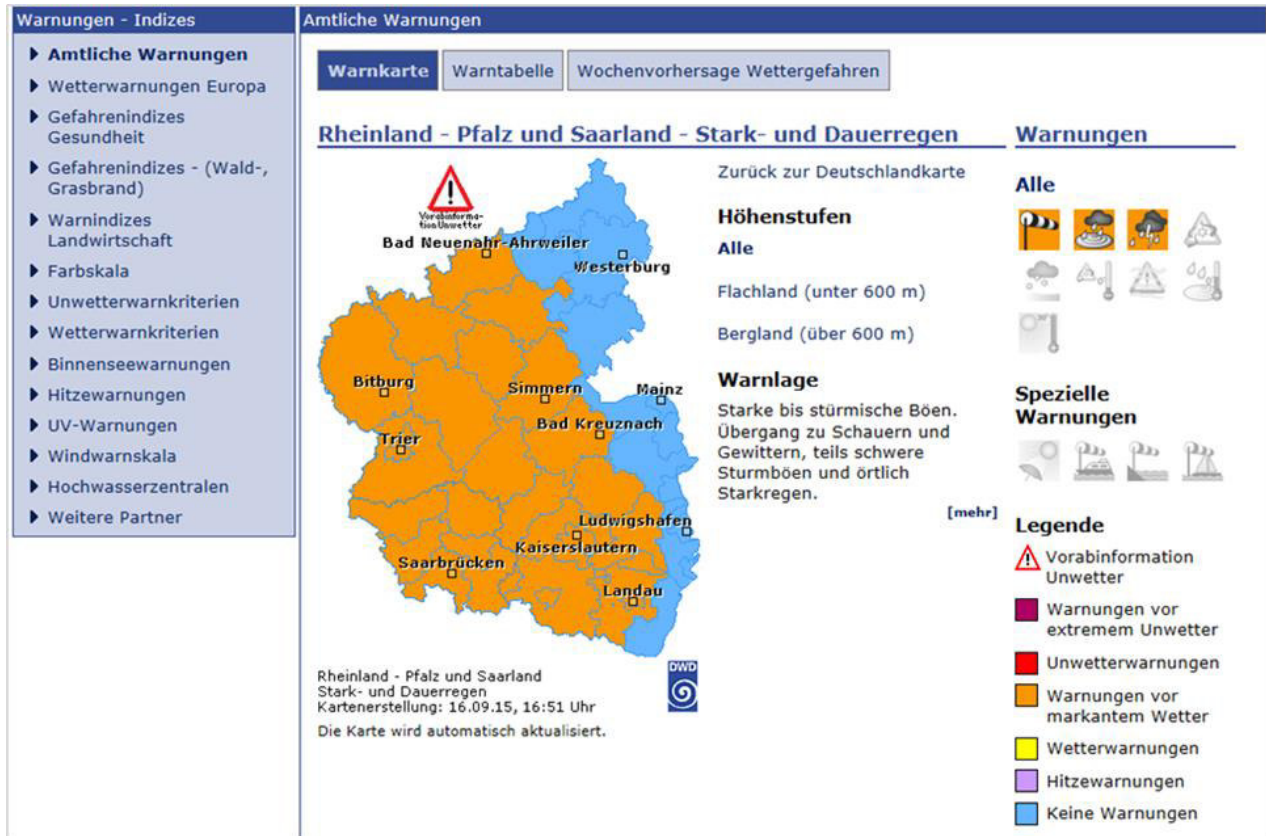 Warnungen - Indizes
Amtliche Warnungen
Wetterwarnungen Europa
Gefahrenindizes
Gesundheit
Gefahrenindizes - (Wald-,
Grasbrand)
Warnindizes
Landwirtschaft
Farbskala
Unwetterwarnkriterien
Wetterwarnkriterien
Binnenseewarnungen
Hitzewarnungen
UV-Warnungen
Windwarnskala
Hochwasserzentralen
Weitere Partner
Amtliche Warnungen
Warnkarte
Warntabelle
Wochenvorhersage Wettergefahren
Rheinland - Pfalz und Saarland - Stark- und Dauerregen
Vorabinforma-
tion Unwetter
Bad Neuenahr-Ahrweiler
Westerburg
Bitburg
Simmern
Mainz
Bad Kreuznach
Trier
Ludwigshafen
Kaiserslautern
Saarbrücken
Landau
Rheinland - Pfalz und Saarland
Stark- und Dauerregen
Kartenerstellung: 16.09.15, 16:51 Uhr
DWD
Die Karte wird automatisch aktualisiert.
Zurück zur Deutschlandkarte
Höhenstufen
Alle
Flachland (unter 600 m)
Bergland (über 600 m)
Warnlage
Starke bis stürmische Böen.
Übergang zu Schauern und
Gewittern, teils schwere
Sturmböen und örtlich
Starkregen.
[mehr]
Warnungen
Alle
Spezielle
Warnungen
Legende
Vorabinformation
Unwetter
Warnungen vor
extremem Unwetter
Unwetterwarnungen
Warnungen vor
markantem Wetter
Wetterwarnungen
Hitzewarnungen
Keine Warnungen